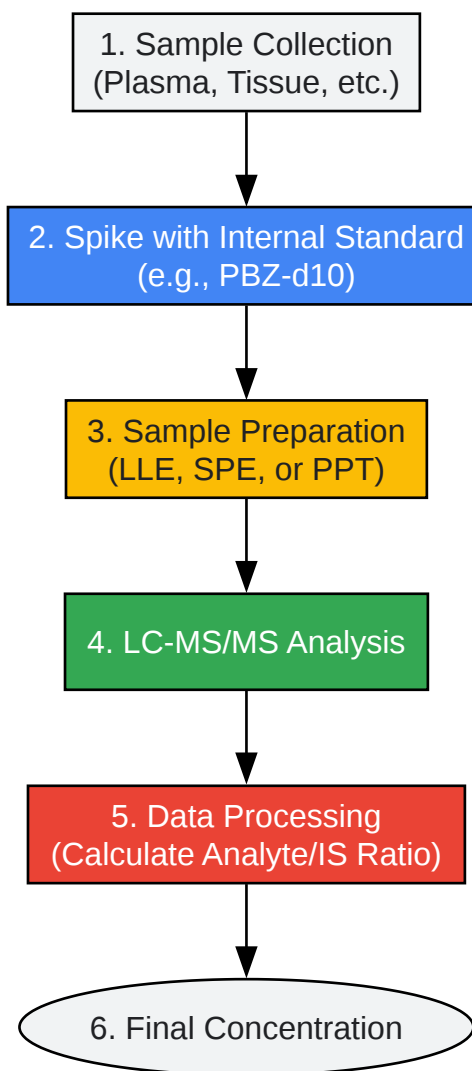 1. Sample Collection
(Plasma, Tissue, etc.)
2. Spike with Internal Standard
(e.g., PBZ-d10)
3. Sample Preparation
(LLE, SPE, or PPT)
4. LC-MS/MS Analysis
5. Data Processing
(Calculate Analyte/IS Ratio)
6. Final Concentration